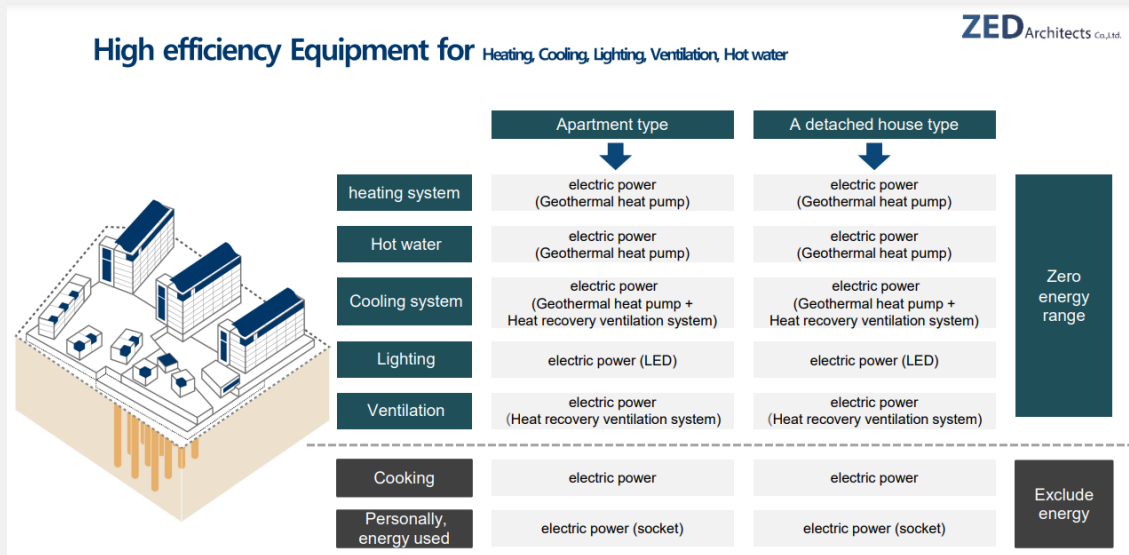 ZED Architects Co.,Ltd.
High efficiency Equipment for Heating, Cooling, Lighting, Ventilation, Hot water
Apartment type
A detached house type
heating system
electric power
(Geothermal heat pump)
electric power
(Geothermal heat pump)
Hot water
electric power
(Geothermal heat pump)
electric power
(Geothermal heat pump)
Cooling system
electric power
(Geothermal heat pump +
Heat recovery ventilation system)
electric power
(Geothermal heat pump +
Heat recovery ventilation system)
Lighting
electric power (LED)
electric power (LED)
Ventilation
electric power
(Heat recovery ventilation system)
electric power
(Heat recovery ventilation system)
Zero
energy
range
Cooking
electric power
electric power
Personally,
energy used
electric power (socket)
electric power (socket)
Exclude
energy